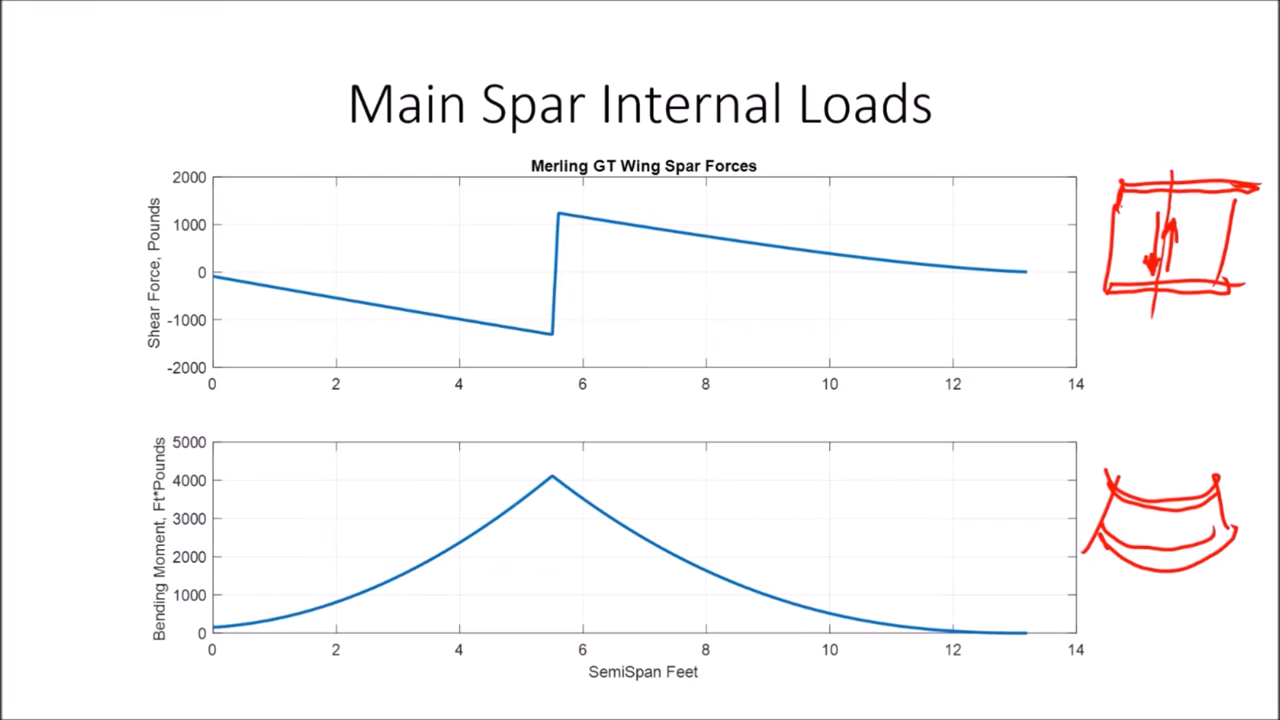 Main Spar Internal Loads
Merling GT Wing Spar Forces
Shear Force, Pounds
2000
1000
0
-1000
-2000
0 2 4 6 8 10 12 14
Bending Moment, Ft*Pounds
5000
4000
3000
2000
1000
0
0 2 4 6 8 10 12 14
SemiSpan Feet